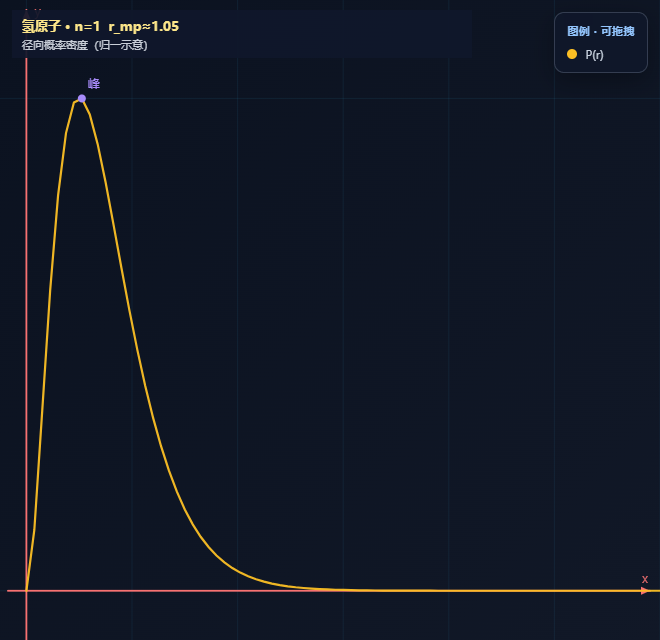 氢原子 • n=1 r_mp≈1.05
径向概率密度（归一示意）
图例 · 可拖拽
P(r)
峰
x